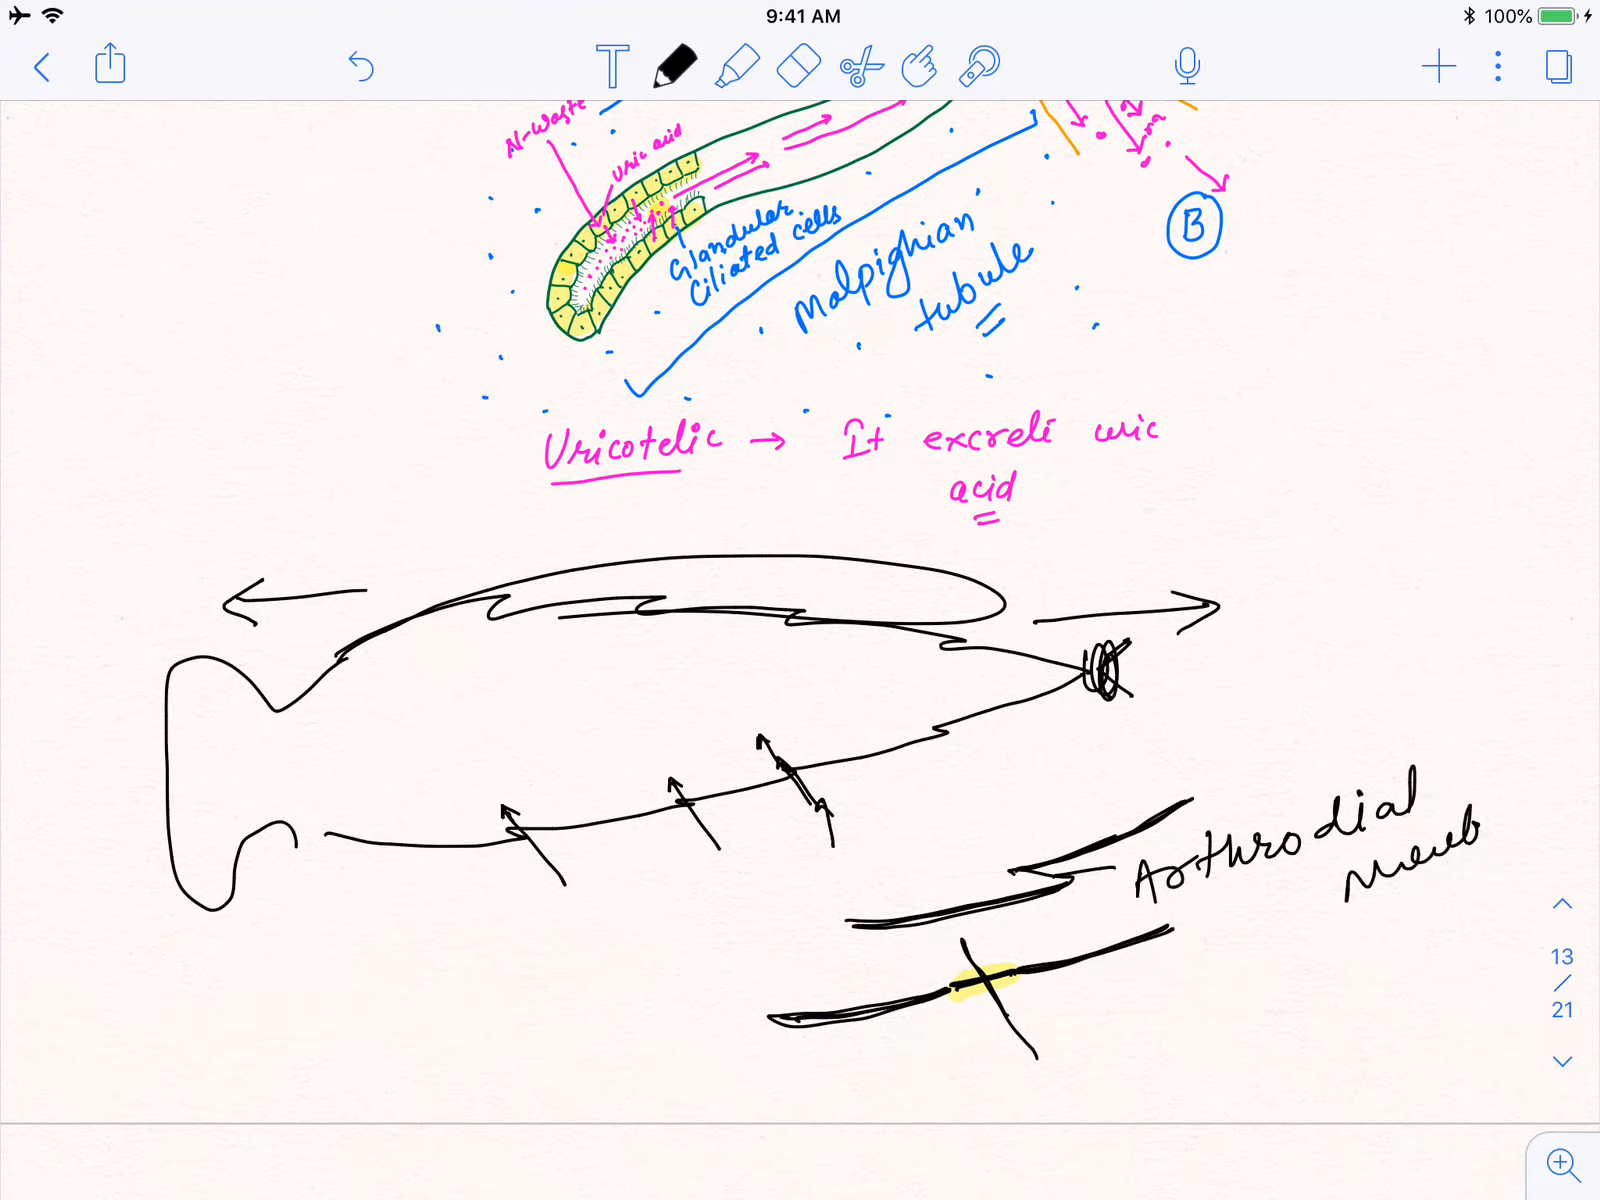 9:41 AM
100%
T
N-waste
Uric acid
Glandular
Ciliated cells
Malpighian
tubule
B
Uricotelic → It excreti uric
acid
Arthrodial
Memb
13
/
21